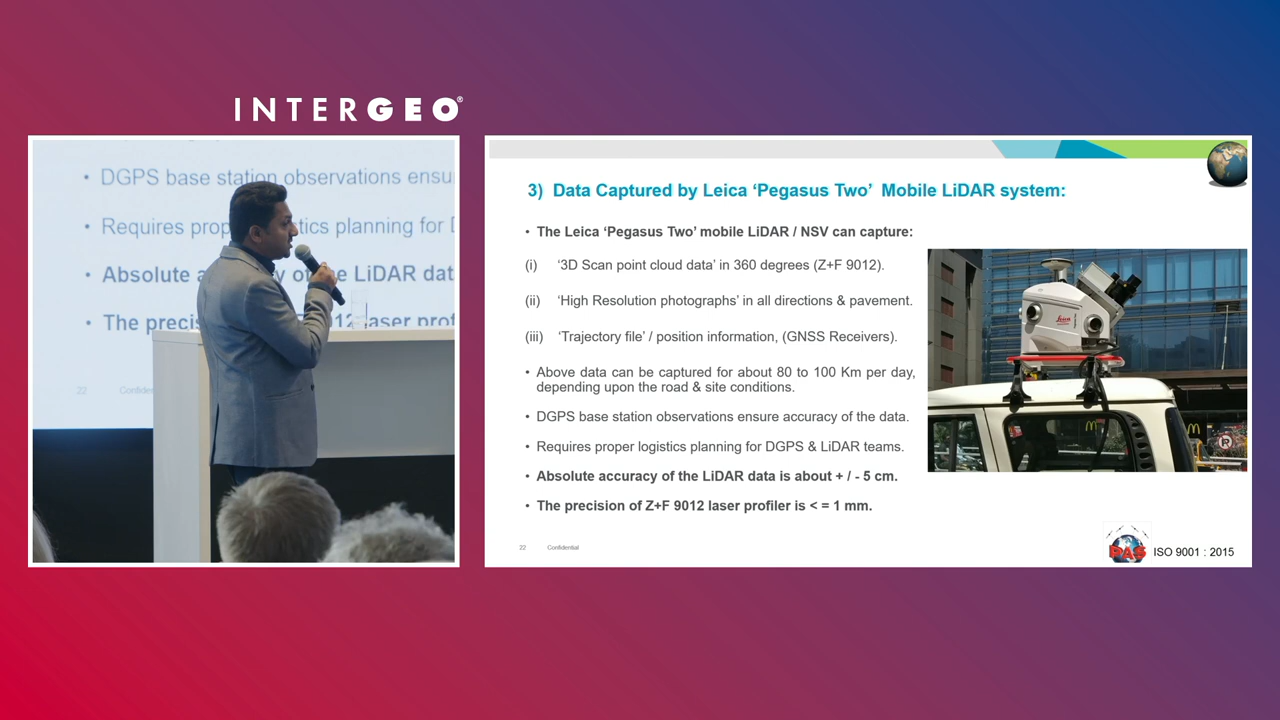 INTERGEO®
DGPS base station observations ensu
Requires prop logistics planning for D
Absolute a y of the LiDAR dat
The precis 12 laser prof
22
3) Data Captured by Leica ‘Pegasus Two’ Mobile LiDAR system:
• The Leica ‘Pegasus Two’ mobile LiDAR / NSV can capture:
(i) ‘3D Scan point cloud data’ in 360 degrees (Z+F 9012).
(ii) ‘High Resolution photographs’ in all directions & pavement.
(iii) ‘Trajectory file’ / position information, (GNSS Receivers).
• Above data can be captured for about 80 to 100 Km per day,
depending upon the road & site conditions.
• DGPS base station observations ensure accuracy of the data.
• Requires proper logistics planning for DGPS & LiDAR teams.
• Absolute accuracy of the LiDAR data is about + / - 5 cm.
• The precision of Z+F 9012 laser profiler is < = 1 mm.
Leica
22 Confidential
PAS
ISO 9001 : 2015